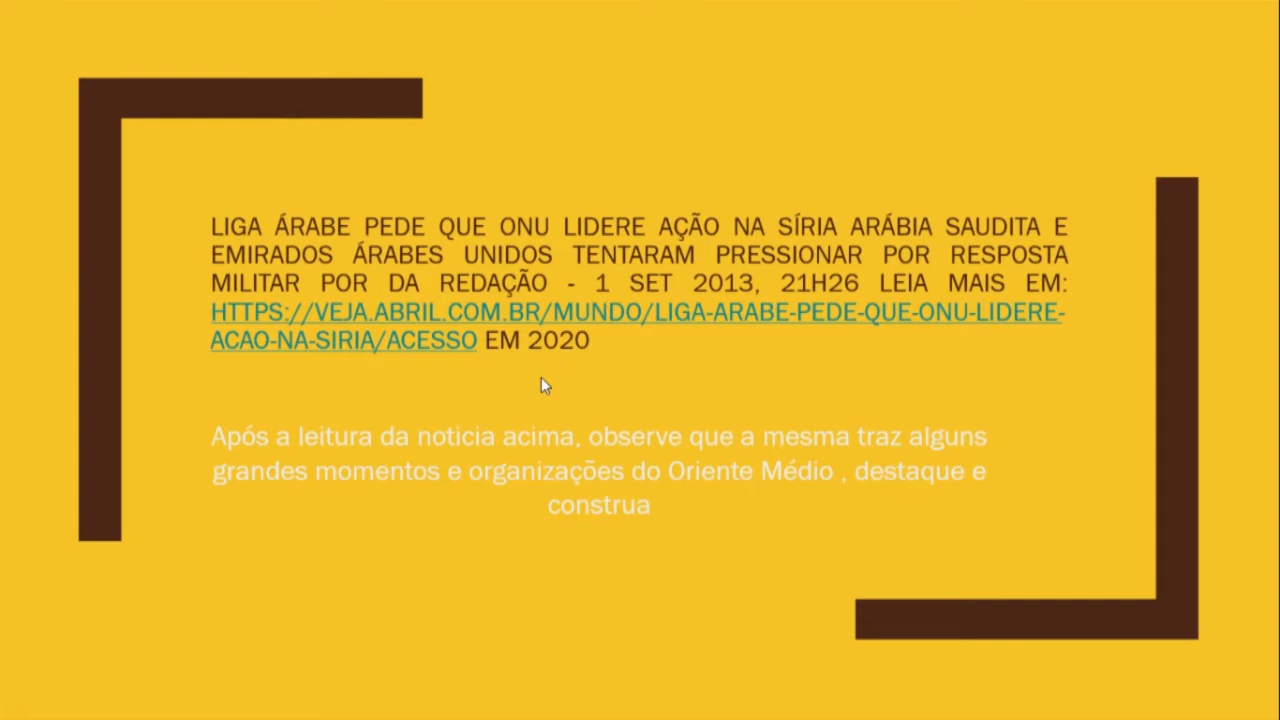 LIGA ÁRABE PEDE QUE ONU LIDERE AÇÃO NA SÍRIA ARÁBIA SAUDITA E
EMIRADOS ÁRABES UNIDOS TENTARAM PRESSIONAR POR RESPOSTA
MILITAR POR DA REDAÇÃO - 1 SET 2013, 21H26 LEIA MAIS EM:
HTTPS://VEJA.ABRIL.COM.BR/MUNDO/LIGA-ARABE-PEDE-QUE-ONU-LIDERE-
ACAO-NA-SIRIA/ACESSO EM 2020
Após a leitura da noticia acima, observe que a mesma traz alguns
grandes momentos e organizações do Oriente Médio , destaque e
construa